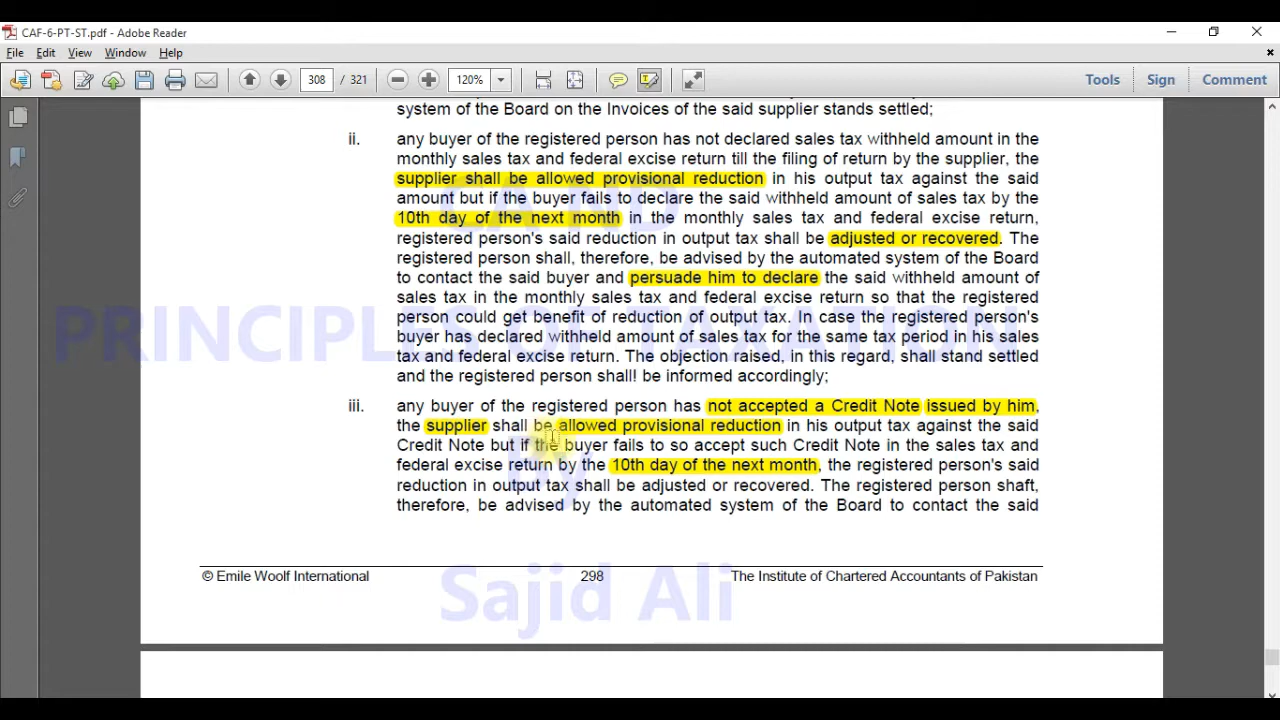 CAF-6-PT-ST.pdf - Adobe Reader
File Edit View Window Help
308 / 321 120% Tools Sign Comment
system of the Board on the Invoices of the said supplier stands settled;
ii. any buyer of the registered person has not declared sales tax withheld amount in the
monthly sales tax and federal excise return till the filing of return by the supplier, the
supplier shall be allowed provisional reduction in his output tax against the said
amount but if the buyer fails to declare the said withheld amount of sales tax by the
10th day of the next month in the monthly sales tax and federal excise return,
registered person's said reduction in output tax shall be adjusted or recovered. The
registered person shall, therefore, be advised by the automated system of the Board
to contact the said buyer and persuade him to declare the said withheld amount of
sales tax in the monthly sales tax and federal excise return so that the registered
person could get benefit of reduction of output tax. In case the registered person's
buyer has declared withheld amount of sales tax for the same tax period in his sales
tax and federal excise return. The objection raised, in this regard, shall stand settled
and the registered person shall! be informed accordingly;
iii. any buyer of the registered person has not accepted a Credit Note issued by him,
the supplier shall be allowed provisional reduction in his output tax against the said
Credit Note but if the buyer fails to so accept such Credit Note in the sales tax and
federal excise return by the 10th day of the next month, the registered person's said
reduction in output tax shall be adjusted or recovered. The registered person shaft,
therefore, be advised by the automated system of the Board to contact the said
© Emile Woolf International 298 The Institute of Chartered Accountants of Pakistan
CA ND
PRINCIPLES OF TAXATION
By
Sajid Ali